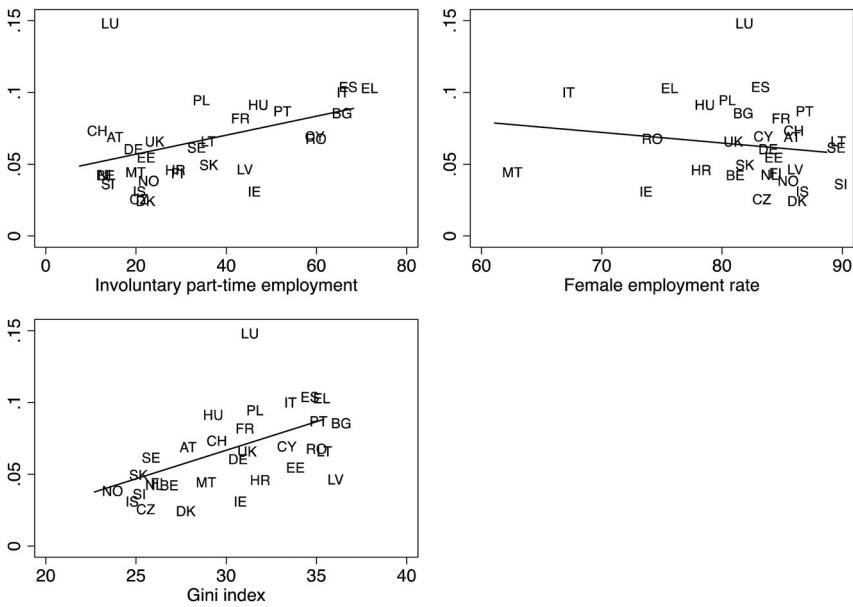 .15
.1
.05
0
LU
ES
EL
IT
PL
HU
PT
BG
FR
CH
AT
CY
RO
UK
LT
DE
SE
EE
SK
MT
HR
FI
LV
BE
NL
SI
NO
IS
IE
CZ
DK
0 20 40 60 80
Involuntary part-time employment
.15
.1
.05
0
LU
IT
EL
ES
PL
HU
BG
PT
FR
CH
RO
UK
CY
AT
LT
DE
SE
EE
SK
MT
HR
BE
NL
FI
LV
NO
SI
IE
IS
CZ
DK
60 70 80 90
Female employment rate
.15
.1
.05
0
LU
ES
EL
IT
PL
HU
PT
BG
FR
CH
AT
CY
RO
LT
UK
SE
DE
EE
SK
MT
HR
LV
NL
FI
BE
NO
SI
IS
IE
CZ
DK
20 25 30 35 40
Gini index